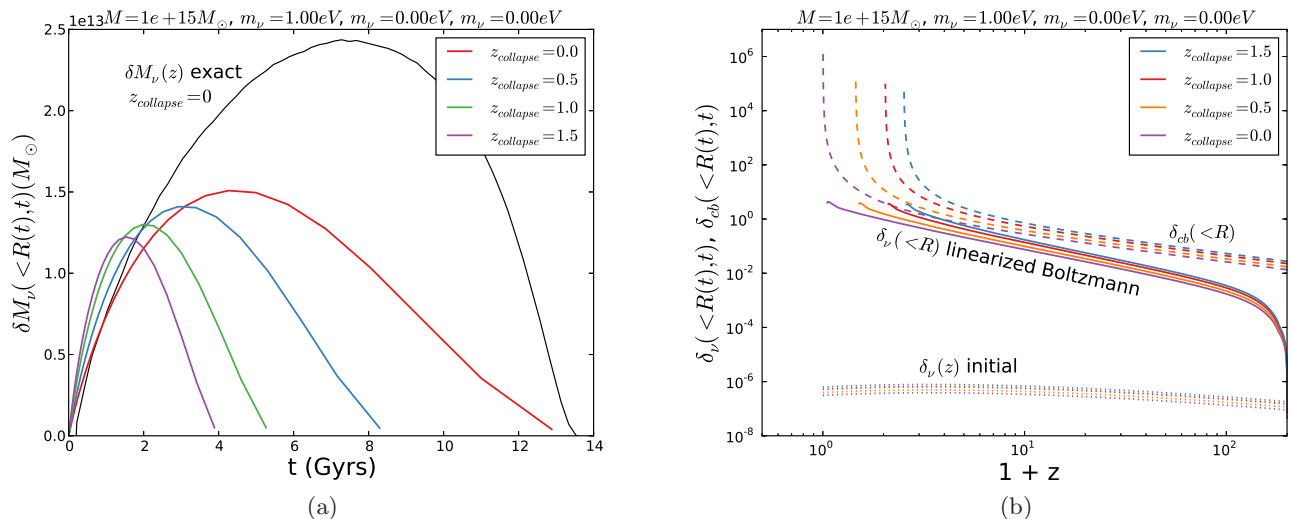 M=1e+15M⊙, mν=1.00eV, mν=0.00eV, mν=0.00eV
1e13
2.5
2.0
1.5
1.0
0.5
0.0
δMν(<R(t),t)(M⊙)
δMν(z) exact
zcollapse=0
zcollapse=0.0
zcollapse=0.5
zcollapse=1.0
zcollapse=1.5
0 2 4 6 8 10 12 14
t (Gyrs)
(a)
M=1e+15M⊙, mν=1.00eV, mν=0.00eV, mν=0.00eV
10^6
10^4
10^2
10^0
10^-2
10^-4
10^-6
10^-8
δν(<R(t),t), δcb(<R(t),t)
zcollapse=1.5
zcollapse=1.0
zcollapse=0.5
zcollapse=0.0
δcb(<R)
δν(<R) linearized Boltzmann
δν(z) initial
10^0 10^1 10^2
1 + z
(b)